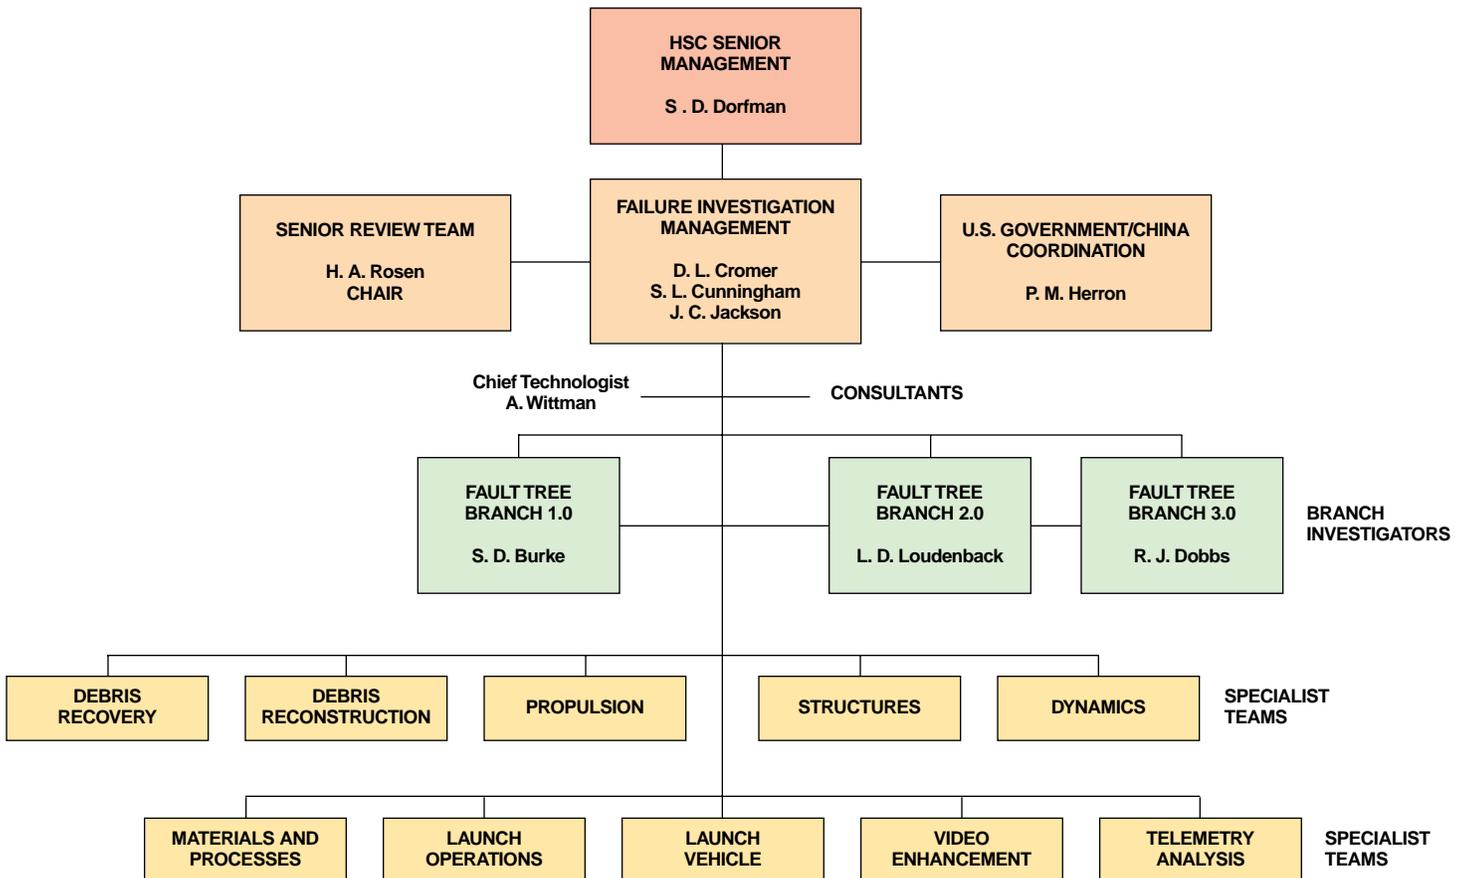 HSC SENIOR
MANAGEMENT
S . D. Dorfman
SENIOR REVIEW TEAM
H. A. Rosen
CHAIR
FAILURE INVESTIGATION
MANAGEMENT
D. L. Cromer
S. L. Cunningham
J. C. Jackson
U.S. GOVERNMENT/CHINA
COORDINATION
P. M. Herron
Chief Technologist
A. Wittman
CONSULTANTS
FAULT TREE
BRANCH 1.0
S. D. Burke
FAULT TREE
BRANCH 2.0
L. D. Loudenback
FAULT TREE
BRANCH 3.0
R. J. Dobbs
BRANCH
INVESTIGATORS
DEBRIS
RECOVERY
DEBRIS
RECONSTRUCTION
PROPULSION
STRUCTURES
DYNAMICS
SPECIALIST
TEAMS
MATERIALS AND
PROCESSES
LAUNCH
OPERATIONS
LAUNCH
VEHICLE
VIDEO
ENHANCEMENT
TELEMETRY
ANALYSIS
SPECIALIST
TEAMS